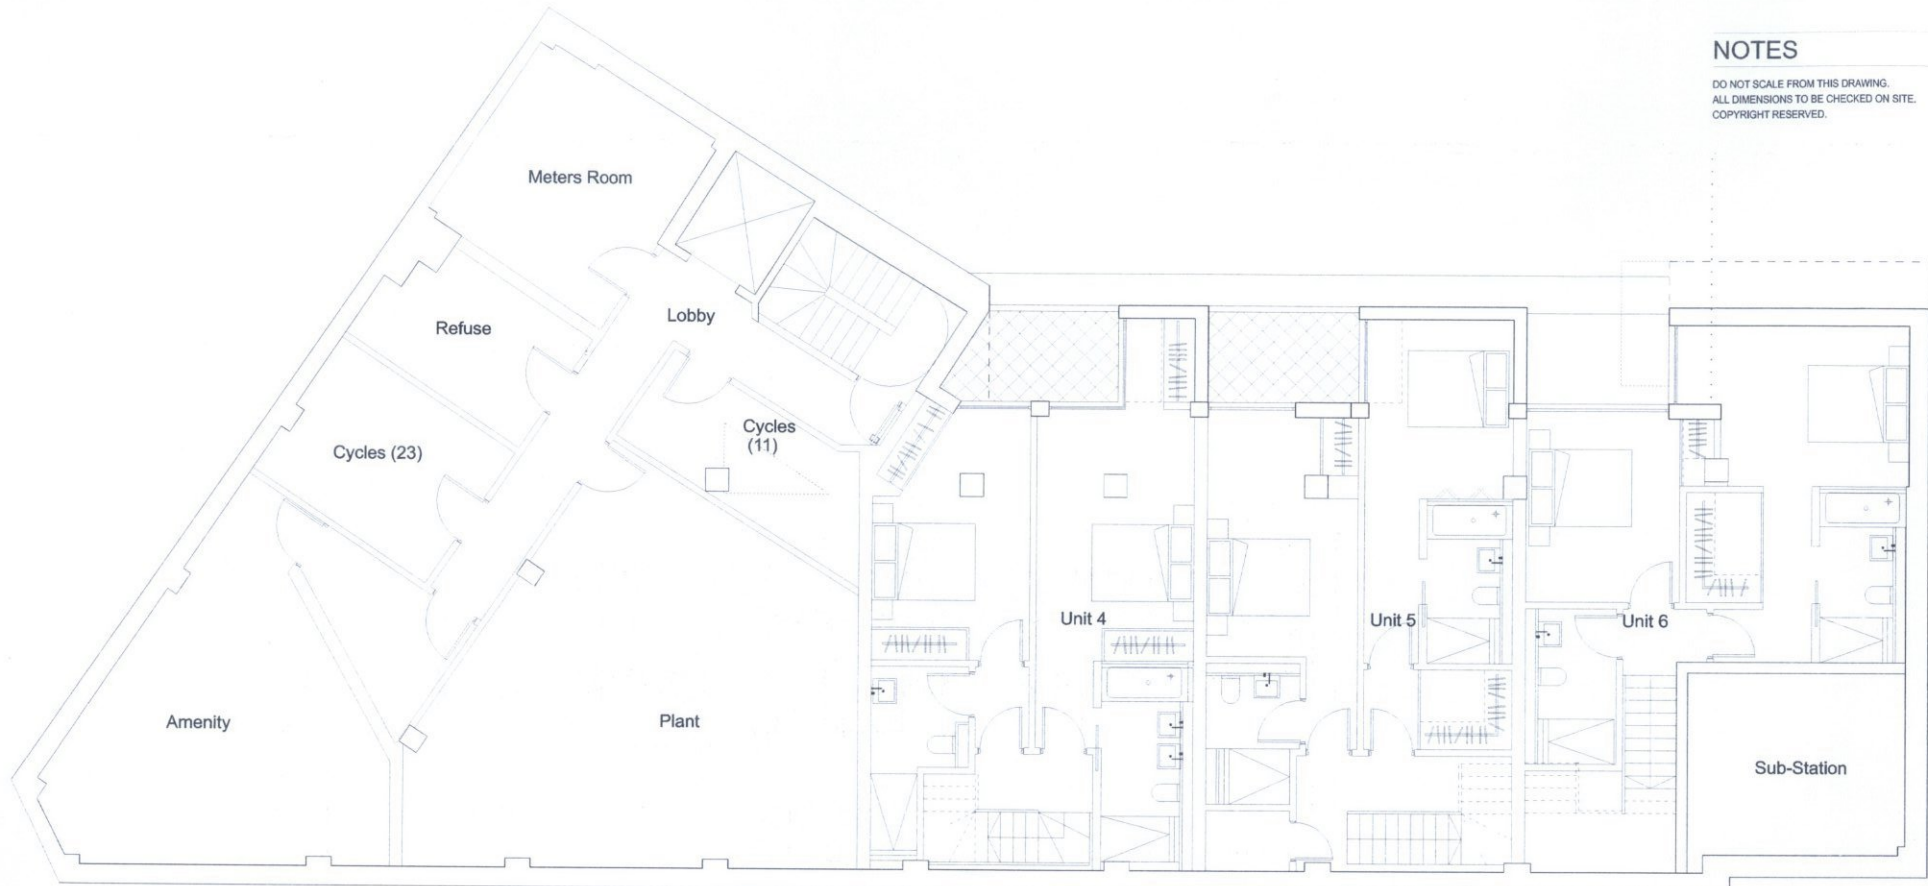 NOTES
DO NOT SCALE FROM THIS DRAWING.
ALL DIMENSIONS TO BE CHECKED ON SITE.
COPYRIGHT RESERVED.
Meters Room
Refuse
Lobby
Cycles (23)
Cycles
(11)
Unit 4
Unit 5
Unit 6
Amenity
Plant
Sub-Station